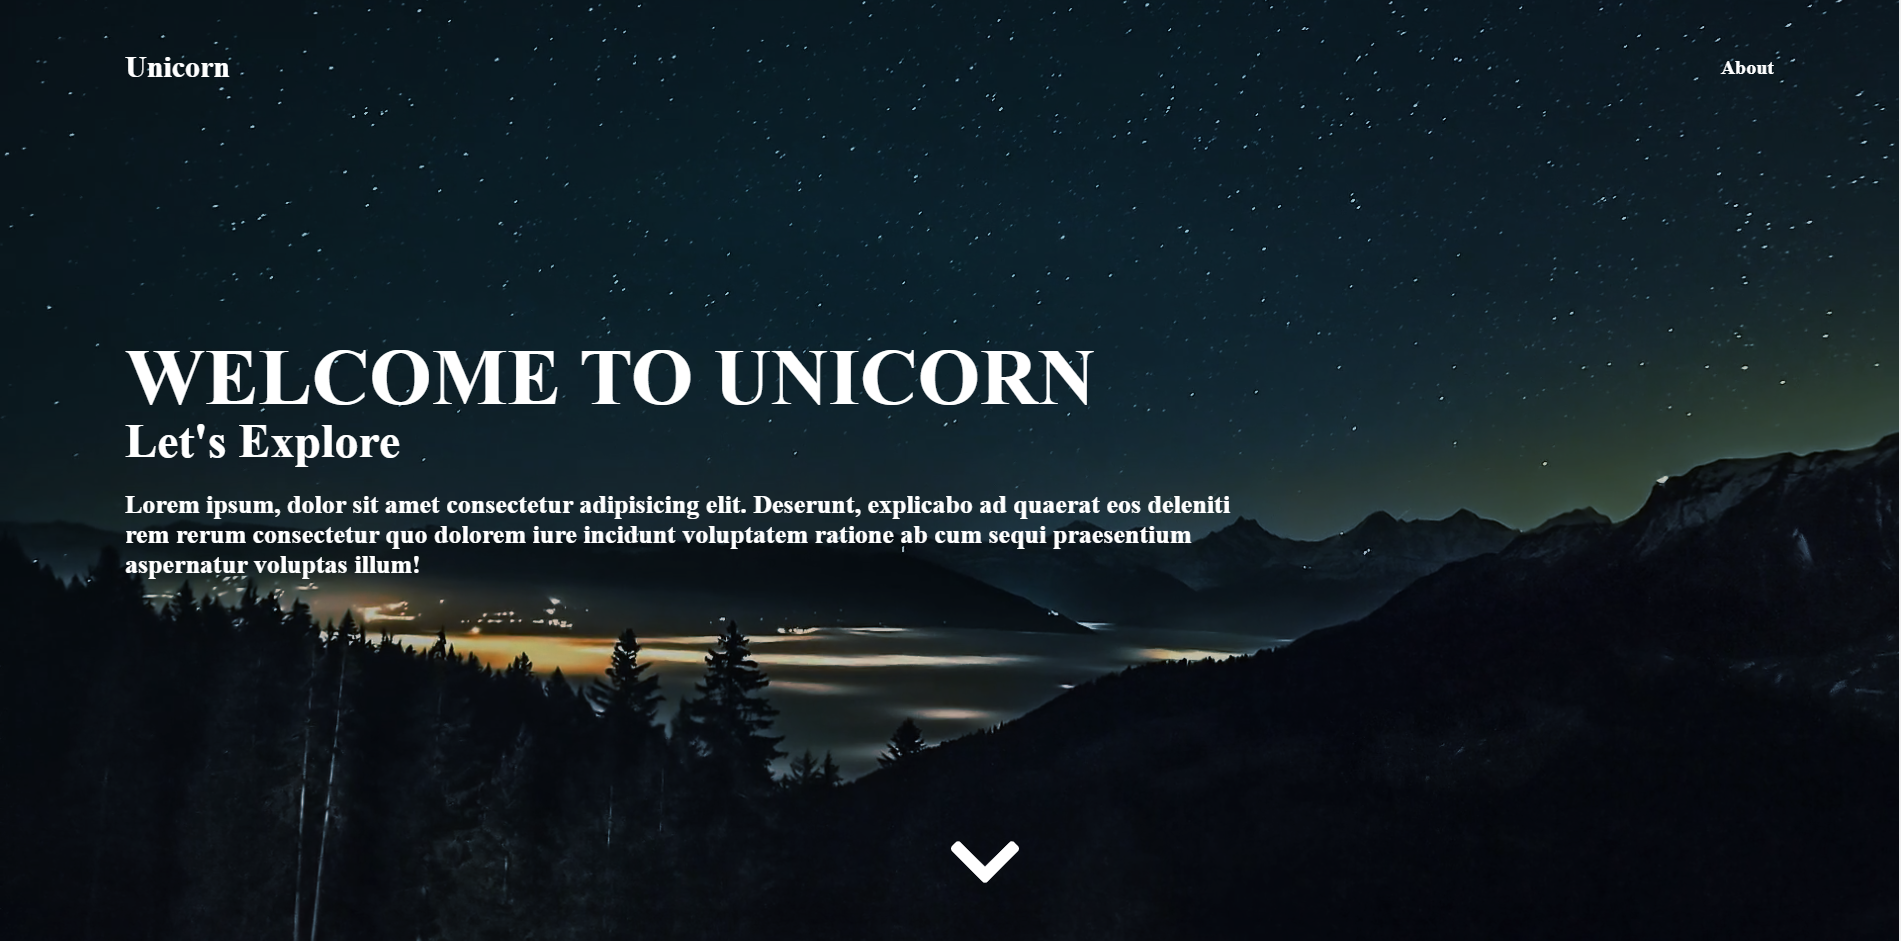 Unicorn
About
WELCOME TO UNICORN
Let's Explore
Lorem ipsum, dolor sit amet consectetur adipisicing elit. Deserunt, explicabo ad quaerat eos deleniti
rem rerum consectetur quo dolorem iure incidunt voluptatem ratione ab cum sequi praesentium
aspernatur voluptas illum!